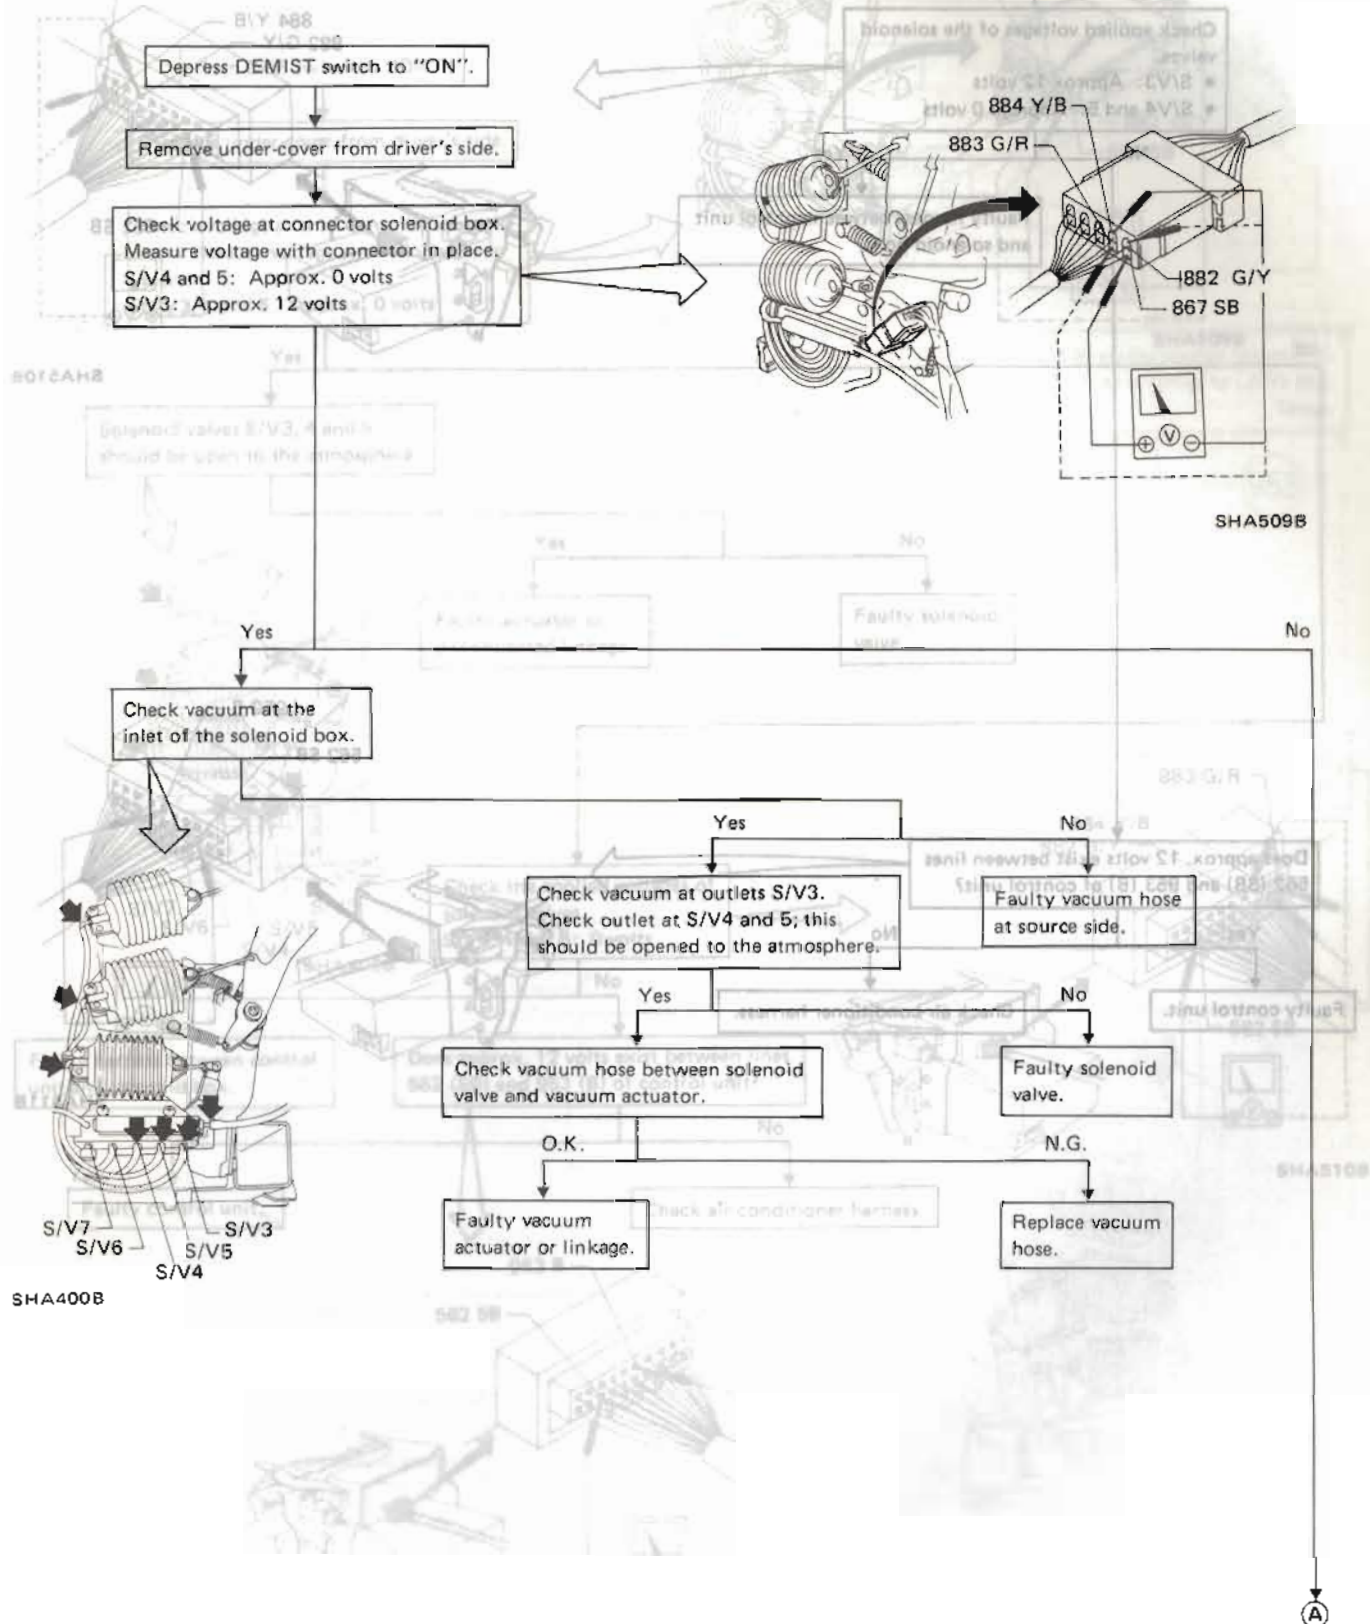 Depress DEMIST switch to "ON".
Remove under-cover from driver's side.
Check voltage at connector solenoid box.
Measure voltage with connector in place.
S/V4 and 5: Approx. 0 volts
S/V3: Approx. 12 volts
884 Y/B
883 G/R
882 G/Y
867 SB
V
SHA509B
Yes
No
Check vacuum at the
inlet of the solenoid box.
Yes
No
Check vacuum at outlets S/V3.
Check outlet at S/V4 and 5; this
should be opened to the atmosphere.
Faulty vacuum hose
at source side.
Yes
No
Check vacuum hose between solenoid
valve and vacuum actuator.
Faulty solenoid
valve.
O.K.
N.G.
Faulty vacuum
actuator or linkage.
Replace vacuum
hose.
S/V7
S/V6
S/V4
S/V5
S/V3
SHA400B
A